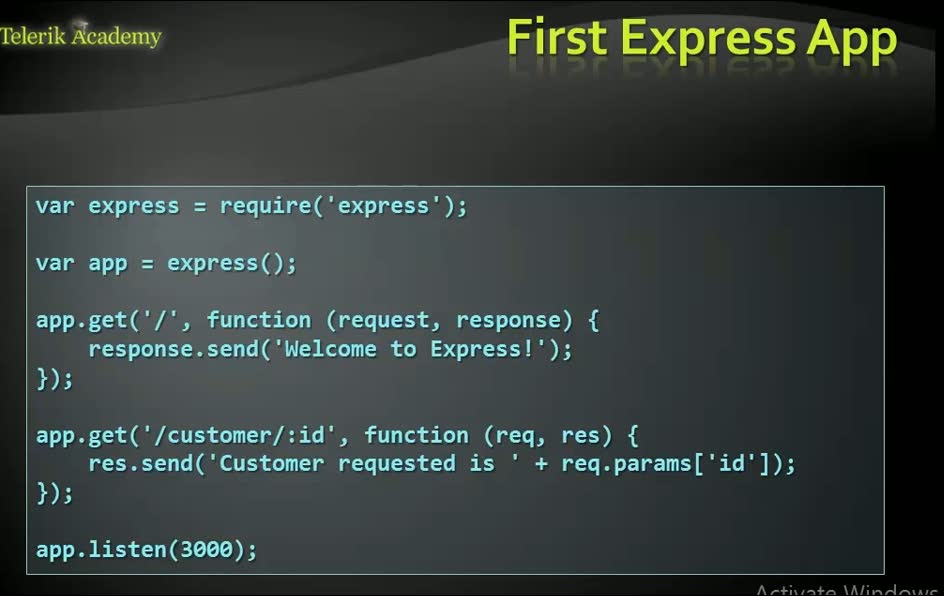 Telerik Academy
First Express App
var express = require('express');
var app = express();
app.get('/', function (request, response) {
    response.send('Welcome to Express!');
});
app.get('/customer/:id', function (req, res) {
    res.send('Customer requested is ' + req.params['id']);
});
app.listen(3000);
Activate Windows